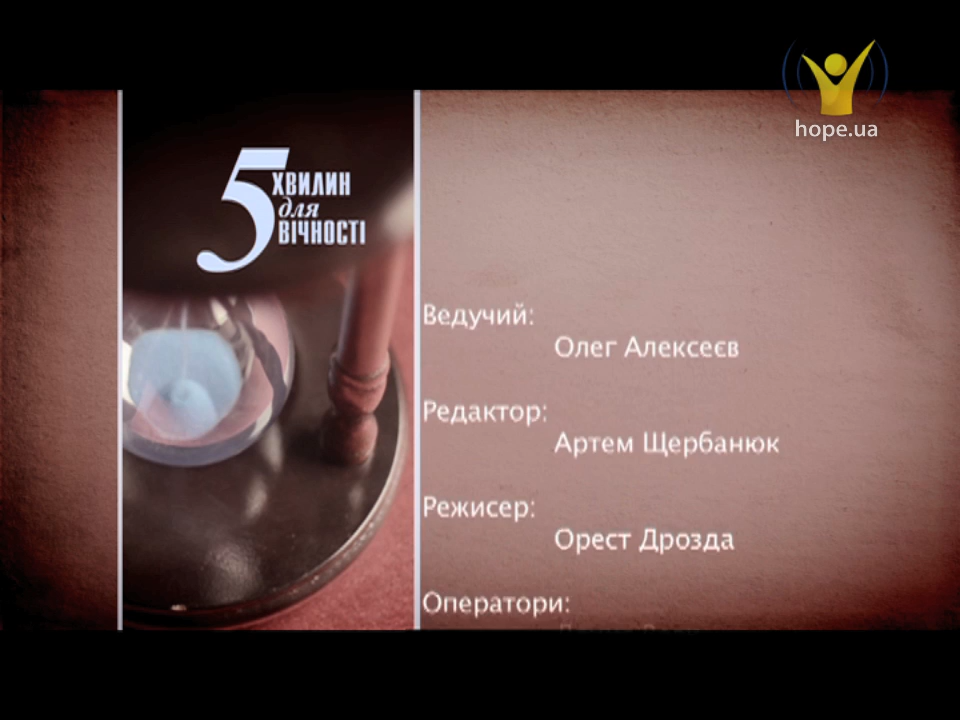 hope.ua
5 ХВИЛИН
для
ВІЧНОСТІ
Ведучий:
Олег Алексеєв
Редактор:
Артем Щербанюк
Режисер:
Орест Дрозда
Оператори: